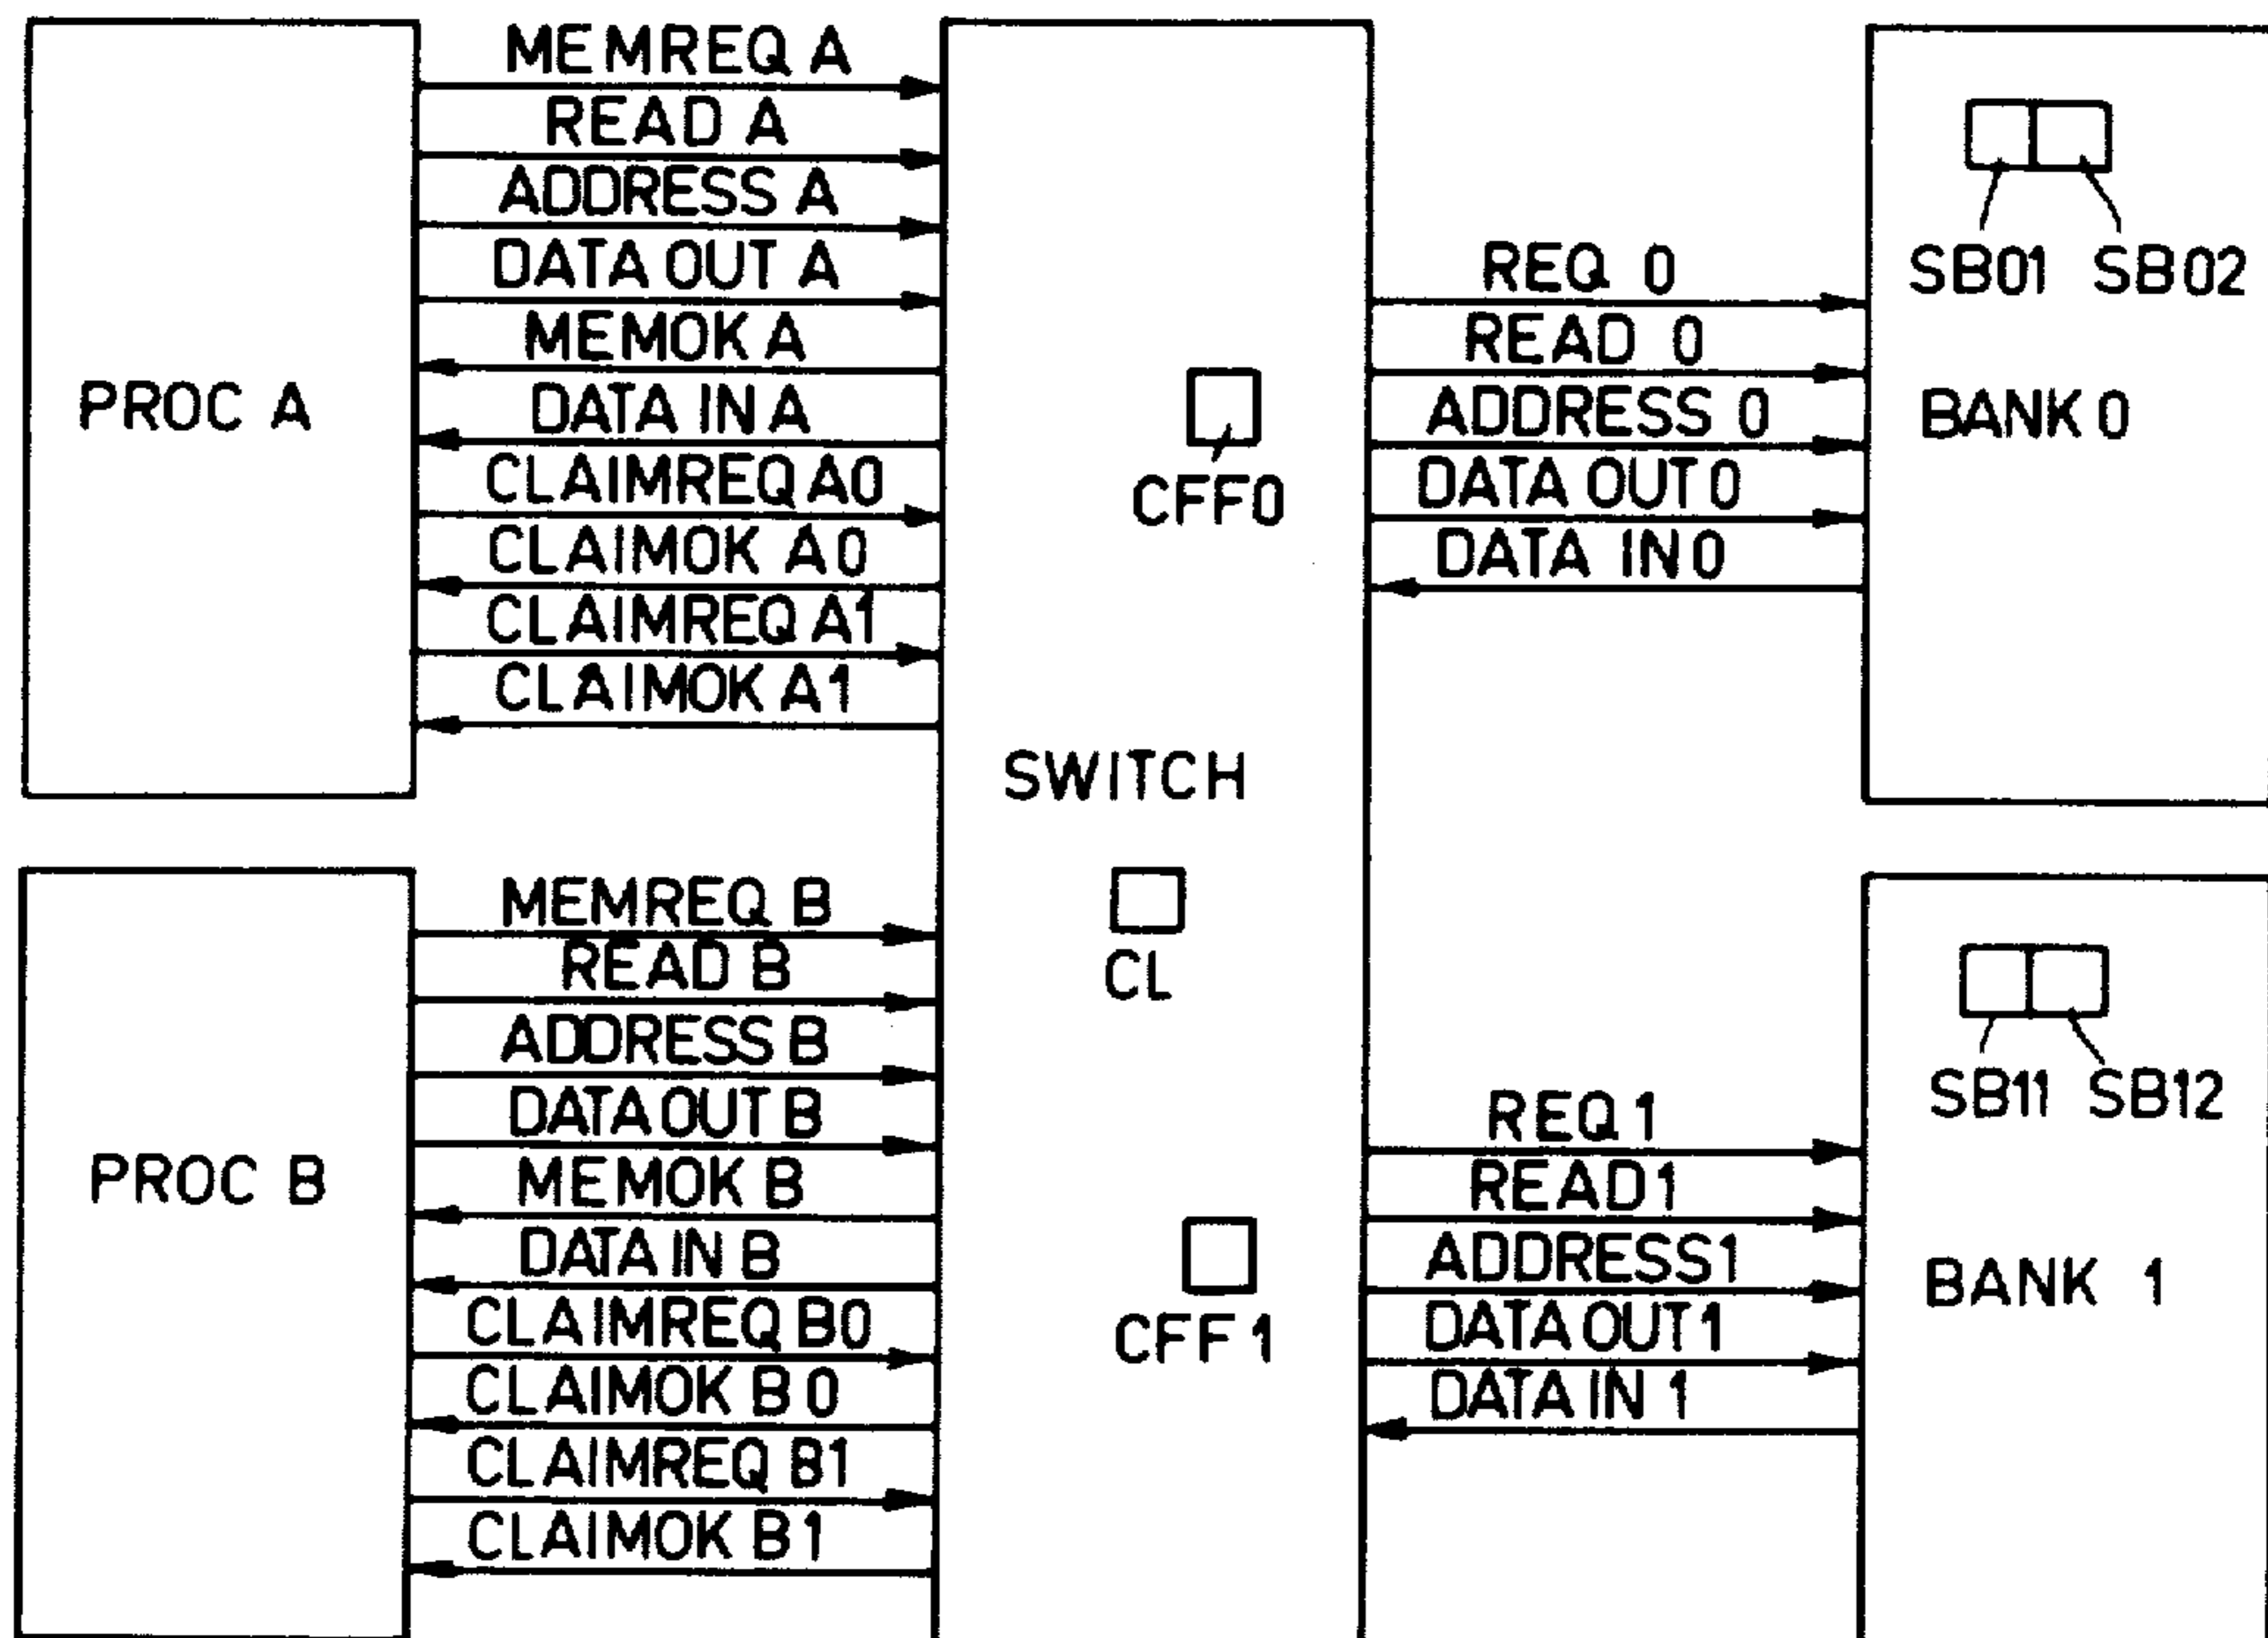 MEMREQ A
READ A
ADDRESS A
DATA OUT A
MEMOK A
DATA IN A
CLAIMREQ A0
CLAIMOK A0
CLAIMREQ A1
CLAIMOK A1
PROC A
CFF0
SWITCH
CL
CFF1
REQ 0
READ 0
ADDRESS 0
DATA OUT 0
DATA IN 0
SB01 SB02
BANK 0
MEMREQ B
READ B
ADDRESS B
DATA OUT B
MEMOK B
DATA IN B
CLAIMREQ B0
CLAIMOK B0
CLAIMREQ B1
CLAIMOK B1
PROC B
REQ 1
READ 1
ADDRESS 1
DATA OUT 1
DATA IN 1
SB11 SB12
BANK 1